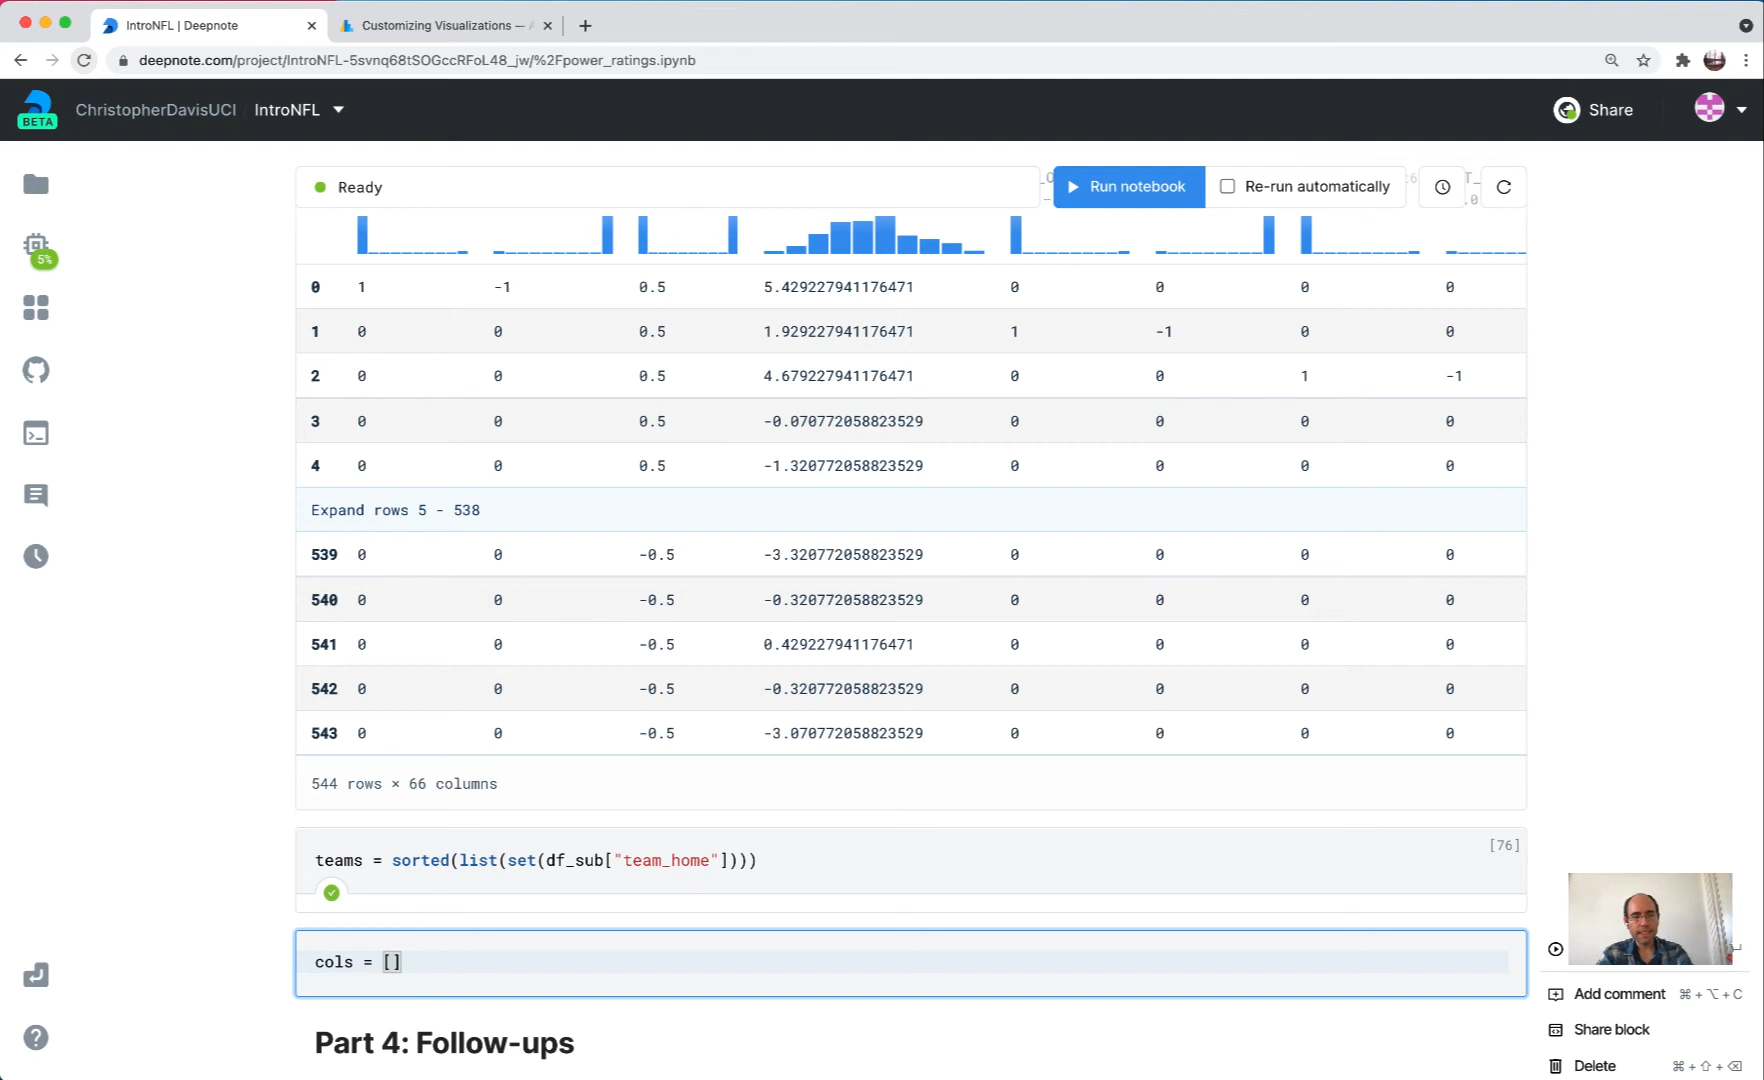 IntroNFL | Deepnote
Customizing Visualizations —
deepnote.com/project/IntroNFL-5svnq68tSOGccRFoL48_jw/%2Fpower_ratings.ipynb
BETA
ChristopherDavisUCI
IntroNFL
Share
5%
Ready
Run notebook
Re-run automatically
0 1 -1 0.5 5.429227941176471 0 0 0 0
1 0 0 0.5 1.929227941176471 1 -1 0 0
2 0 0 0.5 4.679227941176471 0 0 1 -1
3 0 0 0.5 -0.070772058823529 0 0 0 0
4 0 0 0.5 -1.320772058823529 0 0 0 0
Expand rows 5 - 538
539 0 0 -0.5 -3.320772058823529 0 0 0 0
540 0 0 -0.5 -0.320772058823529 0 0 0 0
541 0 0 -0.5 0.429227941176471 0 0 0 0
542 0 0 -0.5 -0.320772058823529 0 0 0 0
543 0 0 -0.5 -3.070772058823529 0 0 0 0
544 rows × 66 columns
[76]
teams = sorted(list(set(df_sub["team_home"])))
cols = []
Add comment ⌘+⌥+C
Share block
Delete ⌘+⇧+⌫
Part 4: Follow-ups